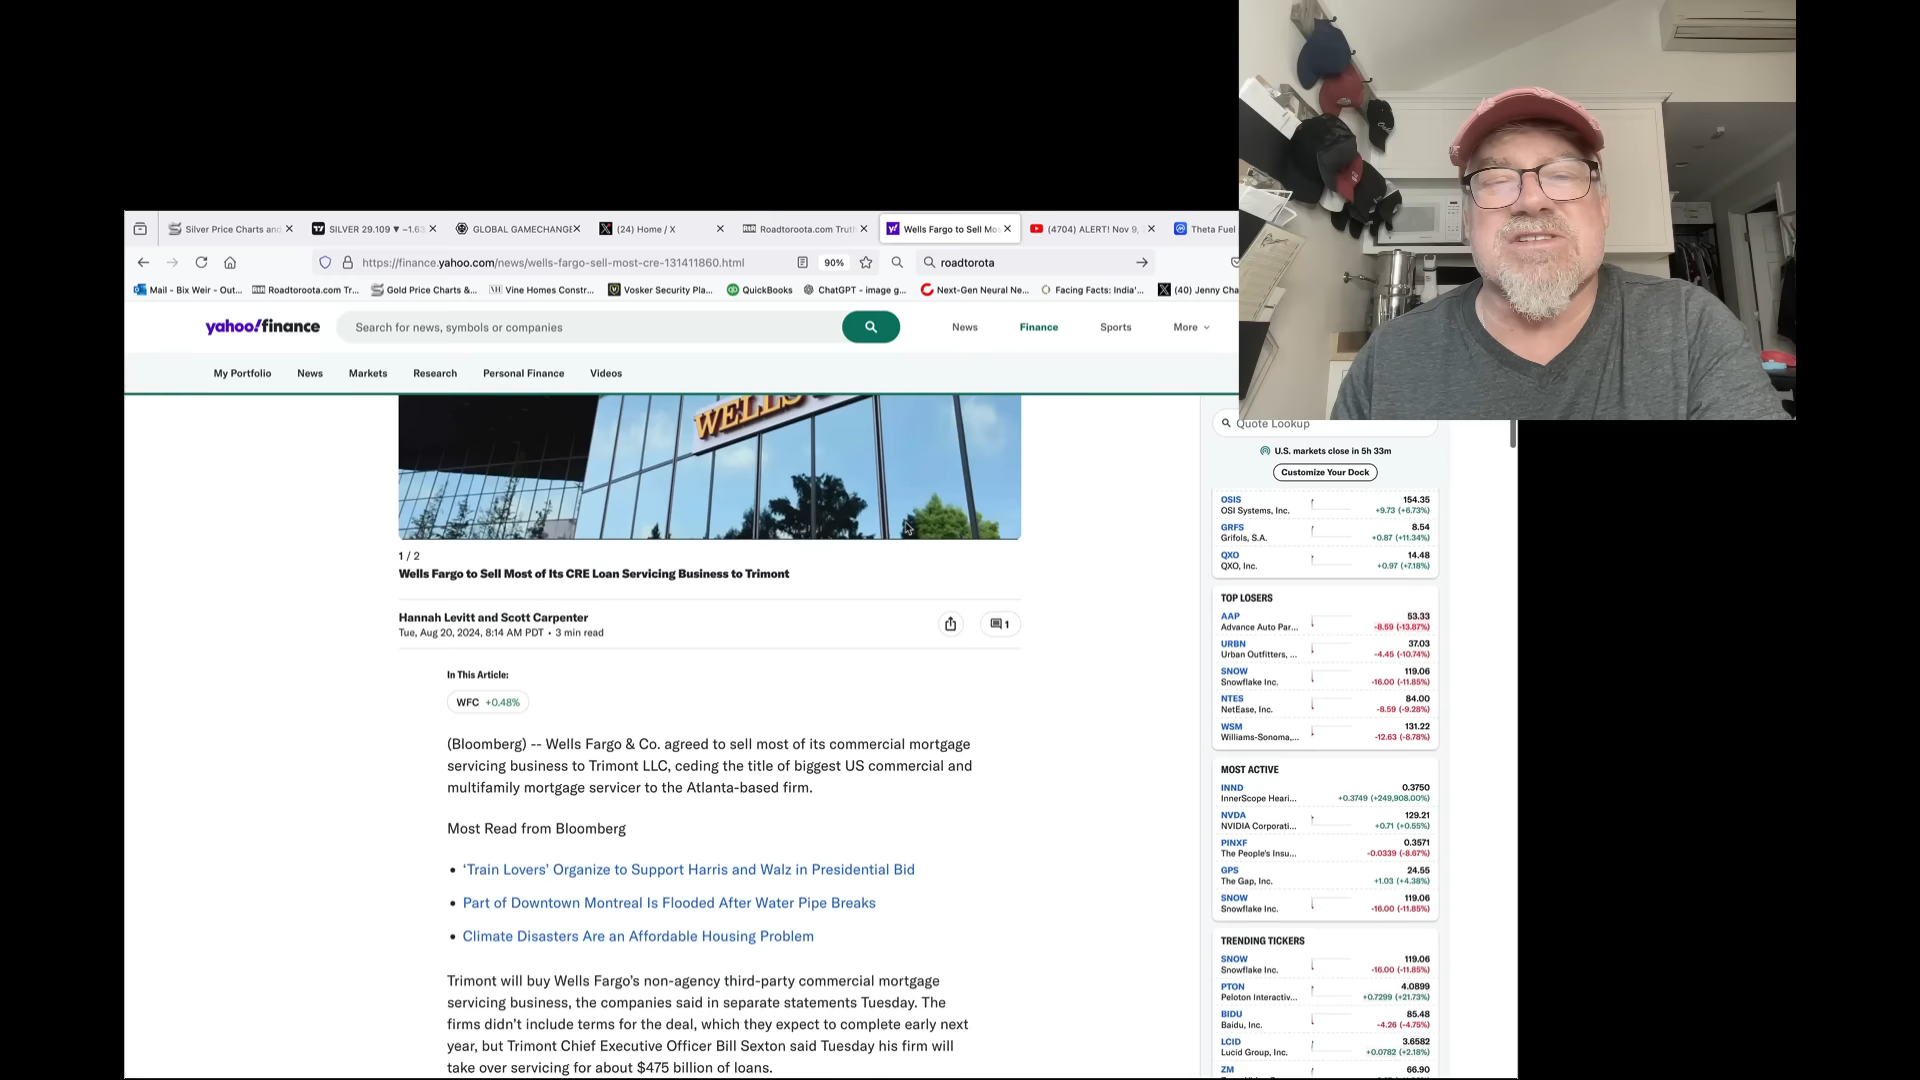 Silver Price Charts and
SILVER 29.109 ▼ −1.63
GLOBAL GAMECHANGE
(24) Home / X
Roadtoroota.com Trut
Wells Fargo to Sell Mo
(4704) ALERT! Nov 9,
Theta Fuel
https://finance.yahoo.com/news/wells-fargo-sell-most-cre-131411860.html
90%
roadtorota
Mail - Bix Weir - Out...
Roadtoroota.com Tr...
Gold Price Charts &...
Vine Homes Constr...
Vosker Security Pla...
QuickBooks
ChatGPT - image g...
Next-Gen Neural Ne...
Facing Facts: India'...
(40) Jenny Cha
yahoo!finance
Search for news, symbols or companies
News
Finance
Sports
More
My Portfolio
News
Markets
Research
Personal Finance
Videos
WELLS
1 / 2
Wells Fargo to Sell Most of Its CRE Loan Servicing Business to Trimont
Hannah Levitt and Scott Carpenter
Tue, Aug 20, 2024, 8:14 AM PDT • 3 min read
1
In This Article:
WFC +0.48%
(Bloomberg) -- Wells Fargo & Co. agreed to sell most of its commercial mortgage
servicing business to Trimont LLC, ceding the title of biggest US commercial and
multifamily mortgage servicer to the Atlanta-based firm.
Most Read from Bloomberg
• ‘Train Lovers’ Organize to Support Harris and Walz in Presidential Bid
• Part of Downtown Montreal Is Flooded After Water Pipe Breaks
• Climate Disasters Are an Affordable Housing Problem
Trimont will buy Wells Fargo’s non-agency third-party commercial mortgage
servicing business, the companies said in separate statements Tuesday. The
firms didn’t include terms for the deal, which they expect to complete early next
year, but Trimont Chief Executive Officer Bill Sexton said Tuesday his firm will
take over servicing for about $475 billion of loans.
Quote Lookup
U.S. markets close in 5h 33m
Customize Your Dock
OSIS 154.35
OSI Systems, Inc. +9.73 (+6.73%)
GRFS 8.54
Grifols, S.A. +0.87 (+11.34%)
QXO 14.48
QXO, Inc. +0.97 (+7.18%)
TOP LOSERS
AAP 53.33
Advance Auto Par... -8.59 (-13.87%)
URBN 37.03
Urban Outfitters, ... -4.45 (-10.74%)
SNOW 119.06
Snowflake Inc. -16.00 (-11.85%)
NTES 84.00
NetEase, Inc. -8.59 (-9.28%)
WSM 131.22
Williams-Sonoma,... -12.63 (-8.78%)
MOST ACTIVE
INND 0.3750
InnerScope Heari... +0.3749 (+249,908.00%)
NVDA 129.21
NVIDIA Corporati... +0.71 (+0.55%)
PINXF 0.3571
The People's Insu... -0.0339 (-8.67%)
GPS 24.55
The Gap, Inc. +1.03 (+4.38%)
SNOW 119.06
Snowflake Inc. -16.00 (-11.85%)
TRENDING TICKERS
SNOW 119.06
Snowflake Inc. -16.00 (-11.85%)
PTON 4.0899
Peloton Interactiv... +0.7299 (+21.73%)
BIDU 85.48
Baidu, Inc. -4.26 (-4.75%)
LCID 3.6582
Lucid Group, Inc. +0.0782 (+2.18%)
ZM 66.90